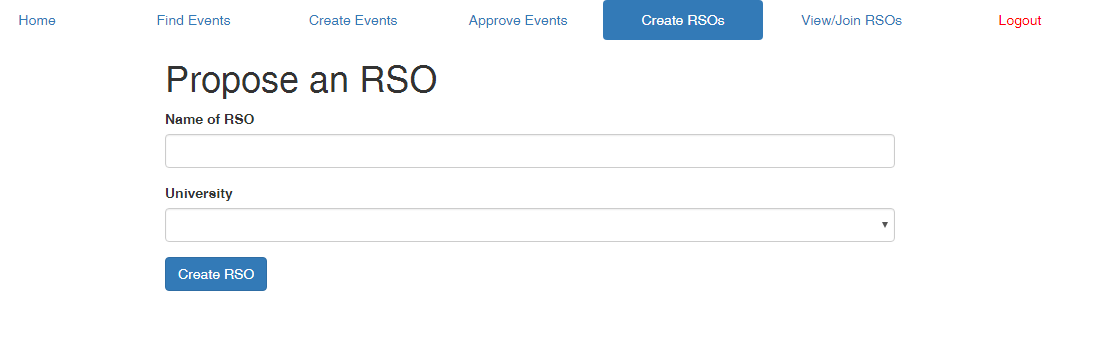 Home Find Events Create Events Approve Events Create RSOs View/Join RSOs Logout
Propose an RSO
Name of RSO
University
Create RSO